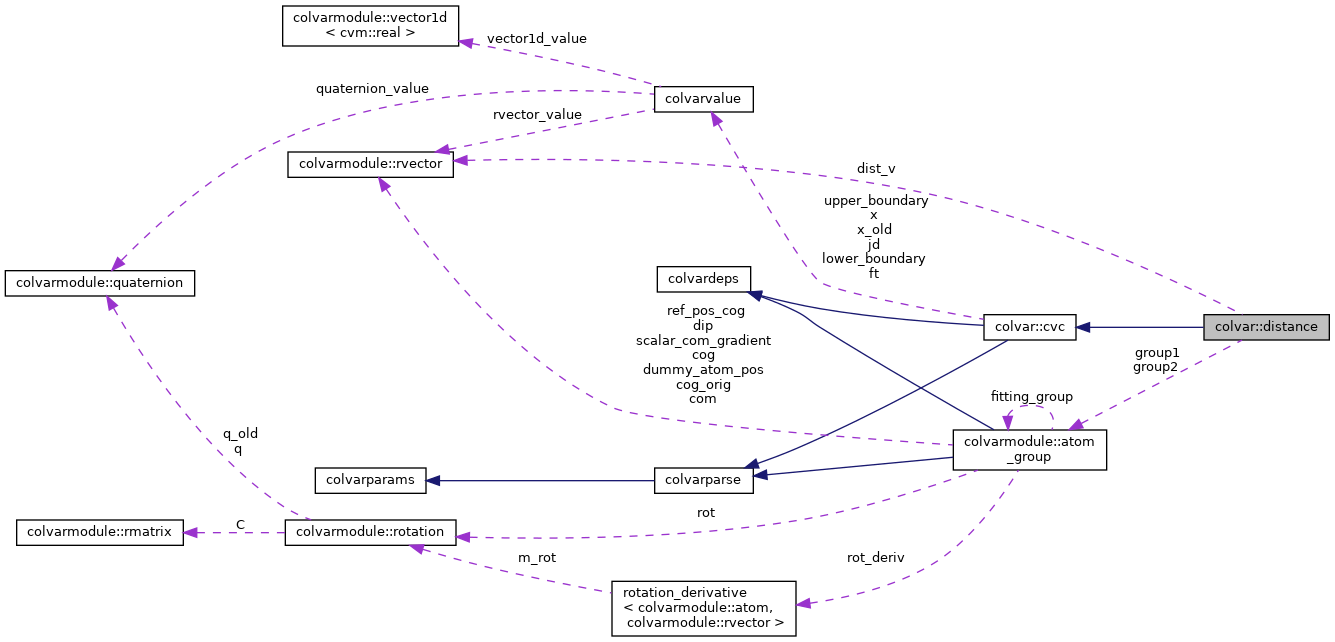 colvarmodule::vector1d
< cvm::real >
vector1d_value
quaternion_value
colvarvalue
rvector_value
colvarmodule::rvector
dist_v
upper_boundary
x
x_old
jd
lower_boundary
ft
colvardeps
colvarmodule::quaternion
ref_pos_cog
dip
scalar_com_gradient
cog
dummy_atom_pos
cog_orig
com
colvar::cvc
colvar::distance
group1
group2
fitting_group
q_old
q
colvarmodule::atom
_group
colvarparams
colvarparse
rot
colvarmodule::rmatrix
C
colvarmodule::rotation
m_rot
rot_deriv
rotation_derivative
< colvarmodule::atom,
colvarmodule::rvector >